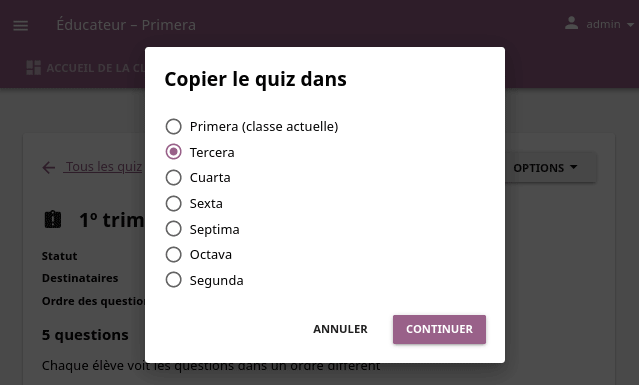 Éducateur – Primera
admin
ACCUEIL DE LA CL
Copier le quiz dans
Primera (classe actuelle)
Tercera
Cuarta
Sexta
Septima
Octava
Segunda
ANNULER
CONTINUER
Tous les quiz
OPTIONS
1º trim
Statut
Destinataires
Ordre des question
5 questions
Chaque élève voit les questions dans un ordre différent